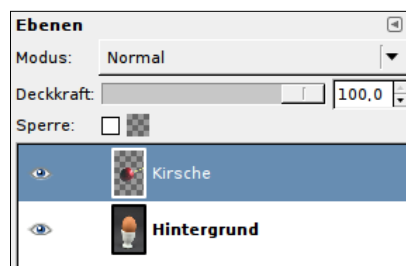 Ebenen
Modus: Normal
Deckkraft: 100,0
Sperre:
Kirsche
Hintergrund